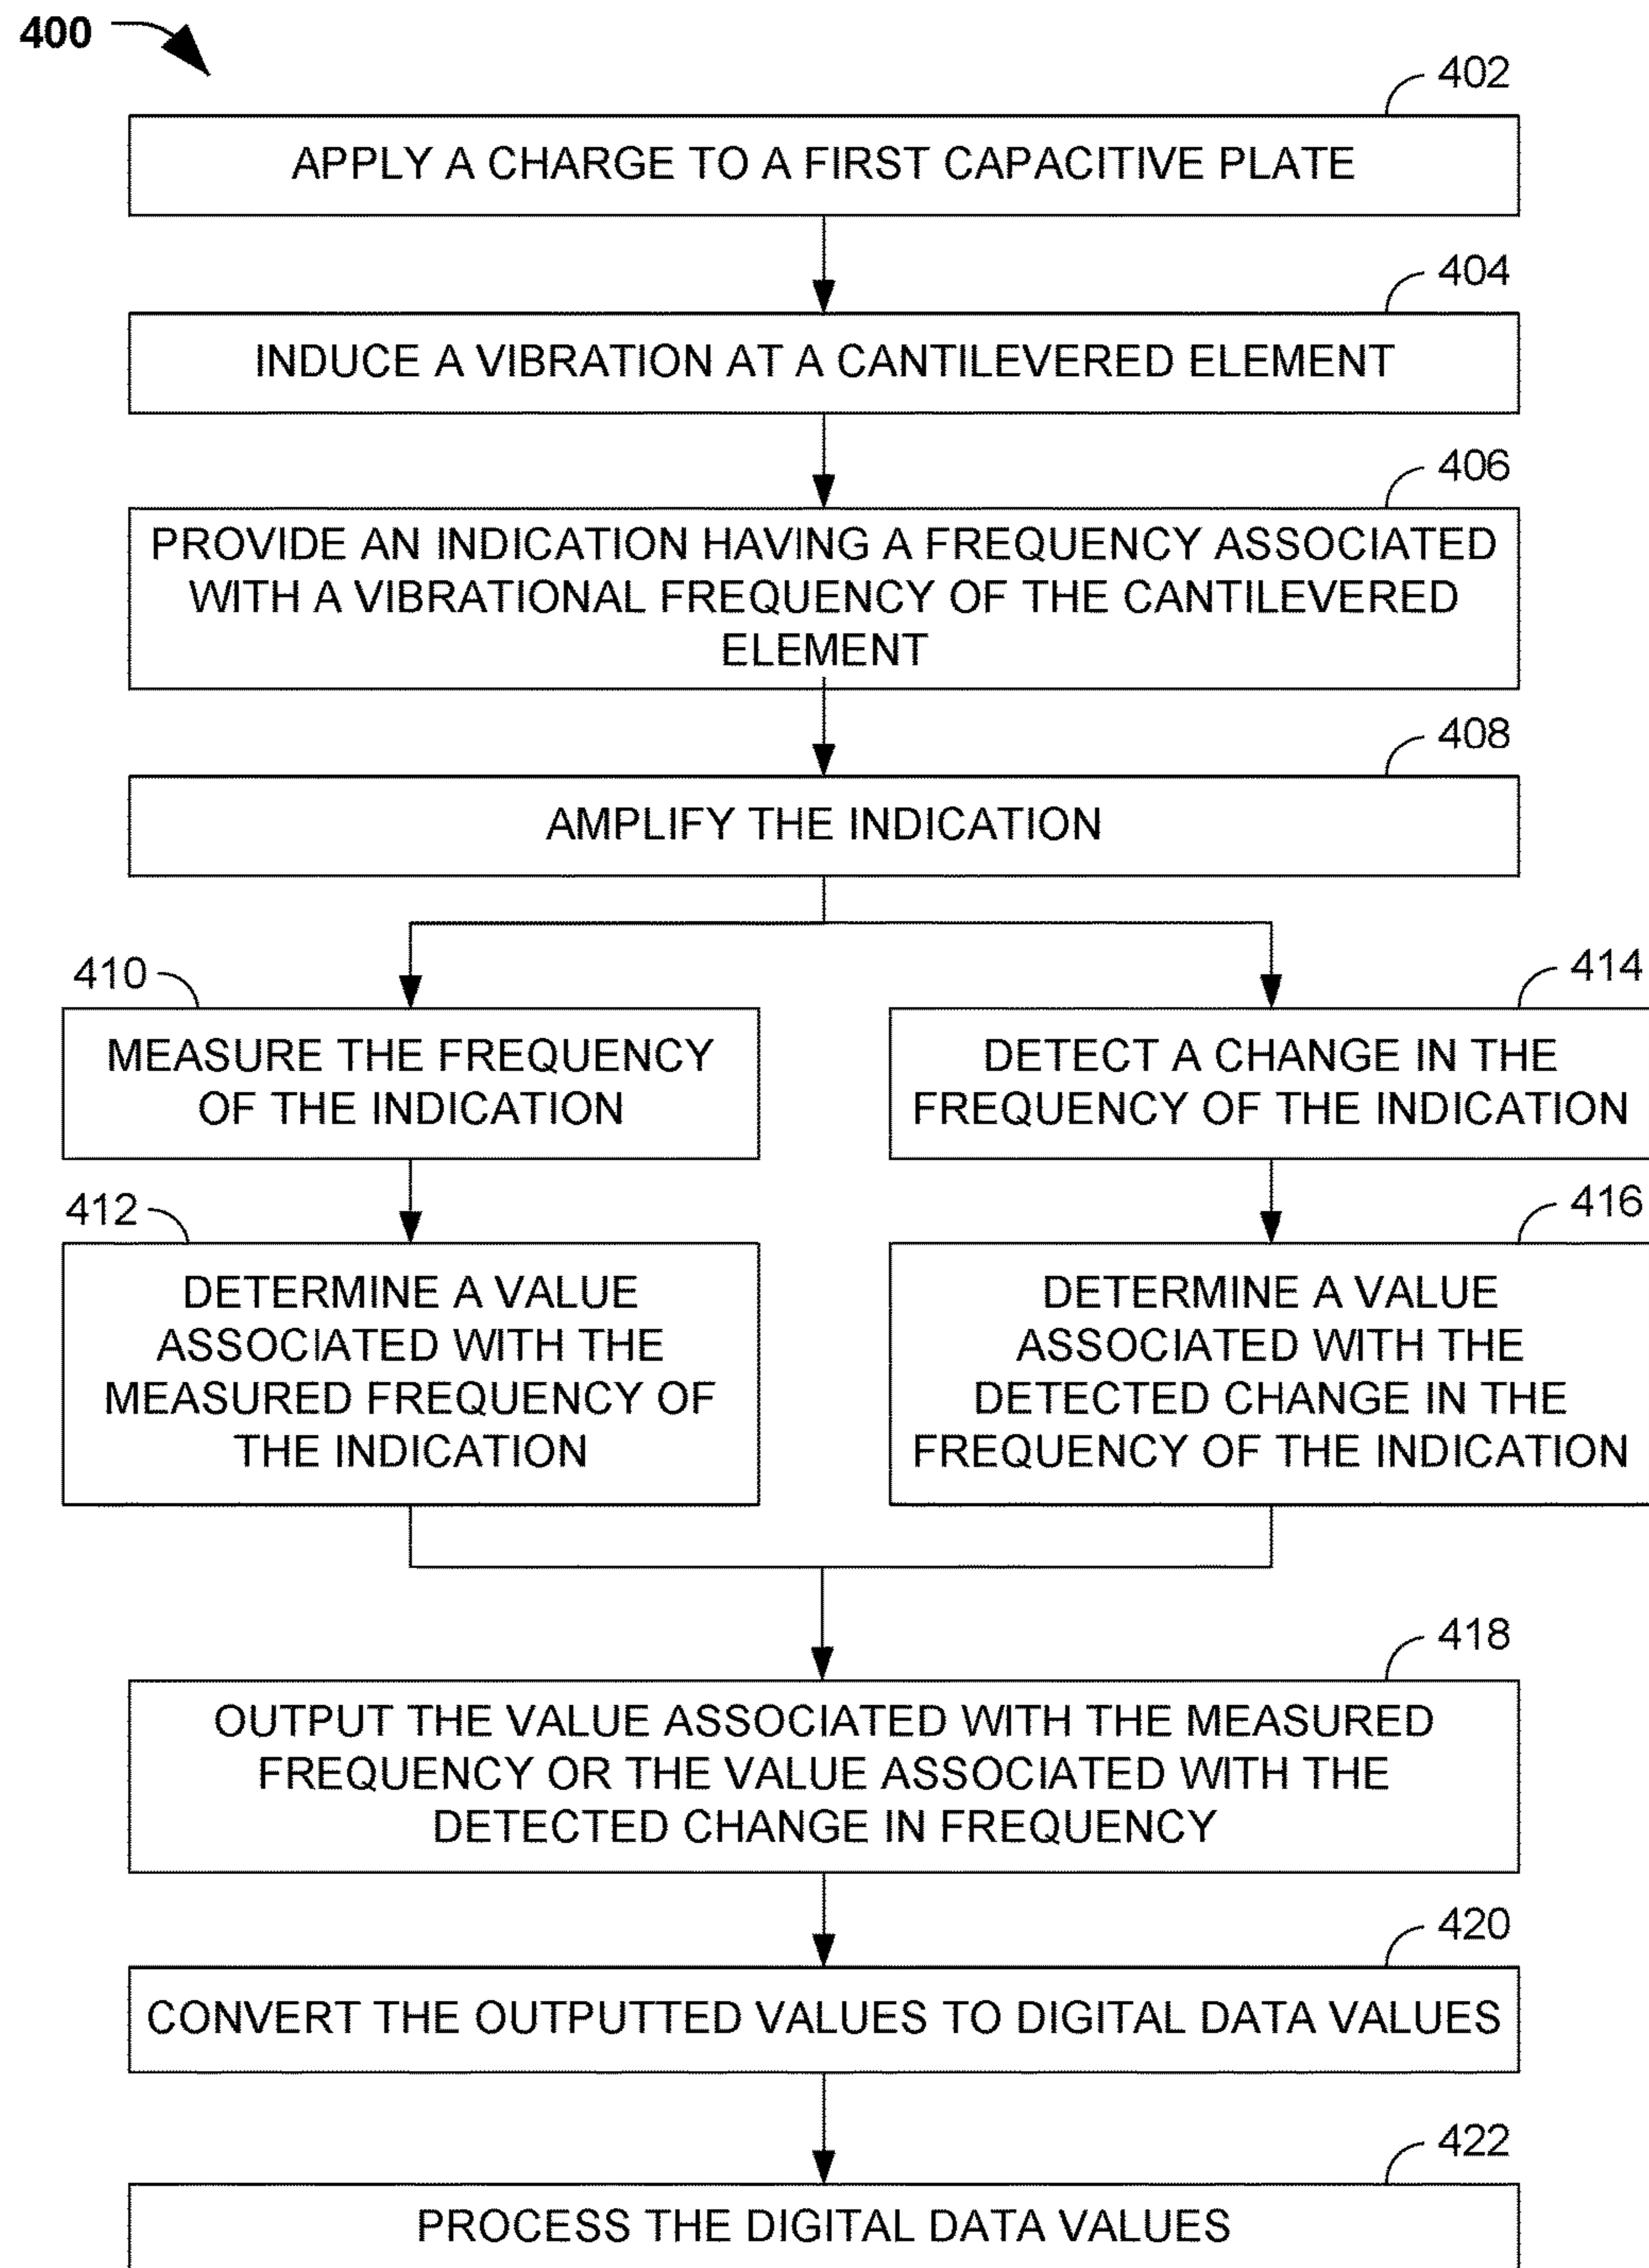 400
402
APPLY A CHARGE TO A FIRST CAPACITIVE PLATE
404
INDUCE A VIBRATION AT A CANTILEVERED ELEMENT
406
PROVIDE AN INDICATION HAVING A FREQUENCY ASSOCIATED
WITH A VIBRATIONAL FREQUENCY OF THE CANTILEVERED
ELEMENT
408
AMPLIFY THE INDICATION
410
MEASURE THE FREQUENCY
OF THE INDICATION
412
DETERMINE A VALUE
ASSOCIATED WITH THE
MEASURED FREQUENCY OF
THE INDICATION
414
DETECT A CHANGE IN THE
FREQUENCY OF THE INDICATION
416
DETERMINE A VALUE
ASSOCIATED WITH THE
DETECTED CHANGE IN THE
FREQUENCY OF THE INDICATION
418
OUTPUT THE VALUE ASSOCIATED WITH THE MEASURED
FREQUENCY OR THE VALUE ASSOCIATED WITH THE
DETECTED CHANGE IN FREQUENCY
420
CONVERT THE OUTPUTTED VALUES TO DIGITAL DATA VALUES
422
PROCESS THE DIGITAL DATA VALUES